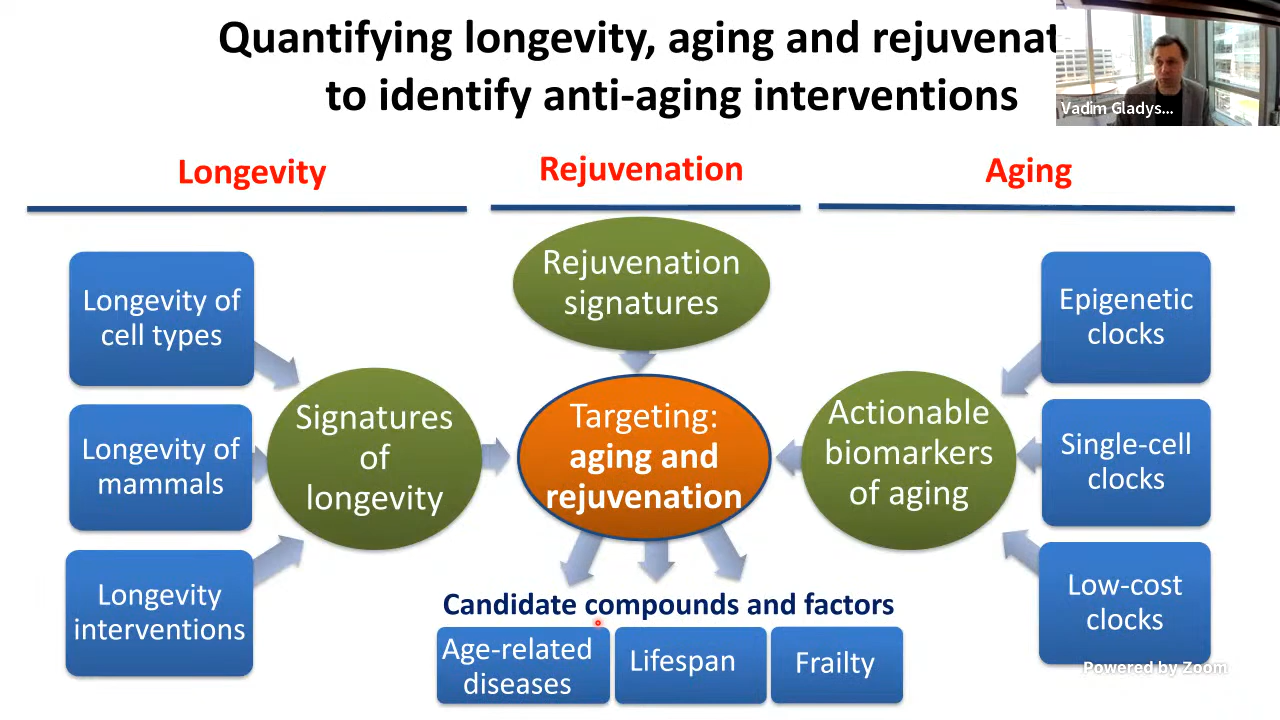 Quantifying longevity, aging and rejuvenat
to identify anti-aging interventions
Vadim Gladys...
Longevity
Rejuvenation
Aging
Longevity of
cell types
Longevity of
mammals
Longevity
interventions
Signatures
of
longevity
Rejuvenation
signatures
Targeting:
aging and
rejuvenation
Actionable
biomarkers
of aging
Epigenetic
clocks
Single-cell
clocks
Low-cost
clocks
Candidate compounds and factors
Age-related
diseases
Lifespan
Frailty
Powered by Zoom